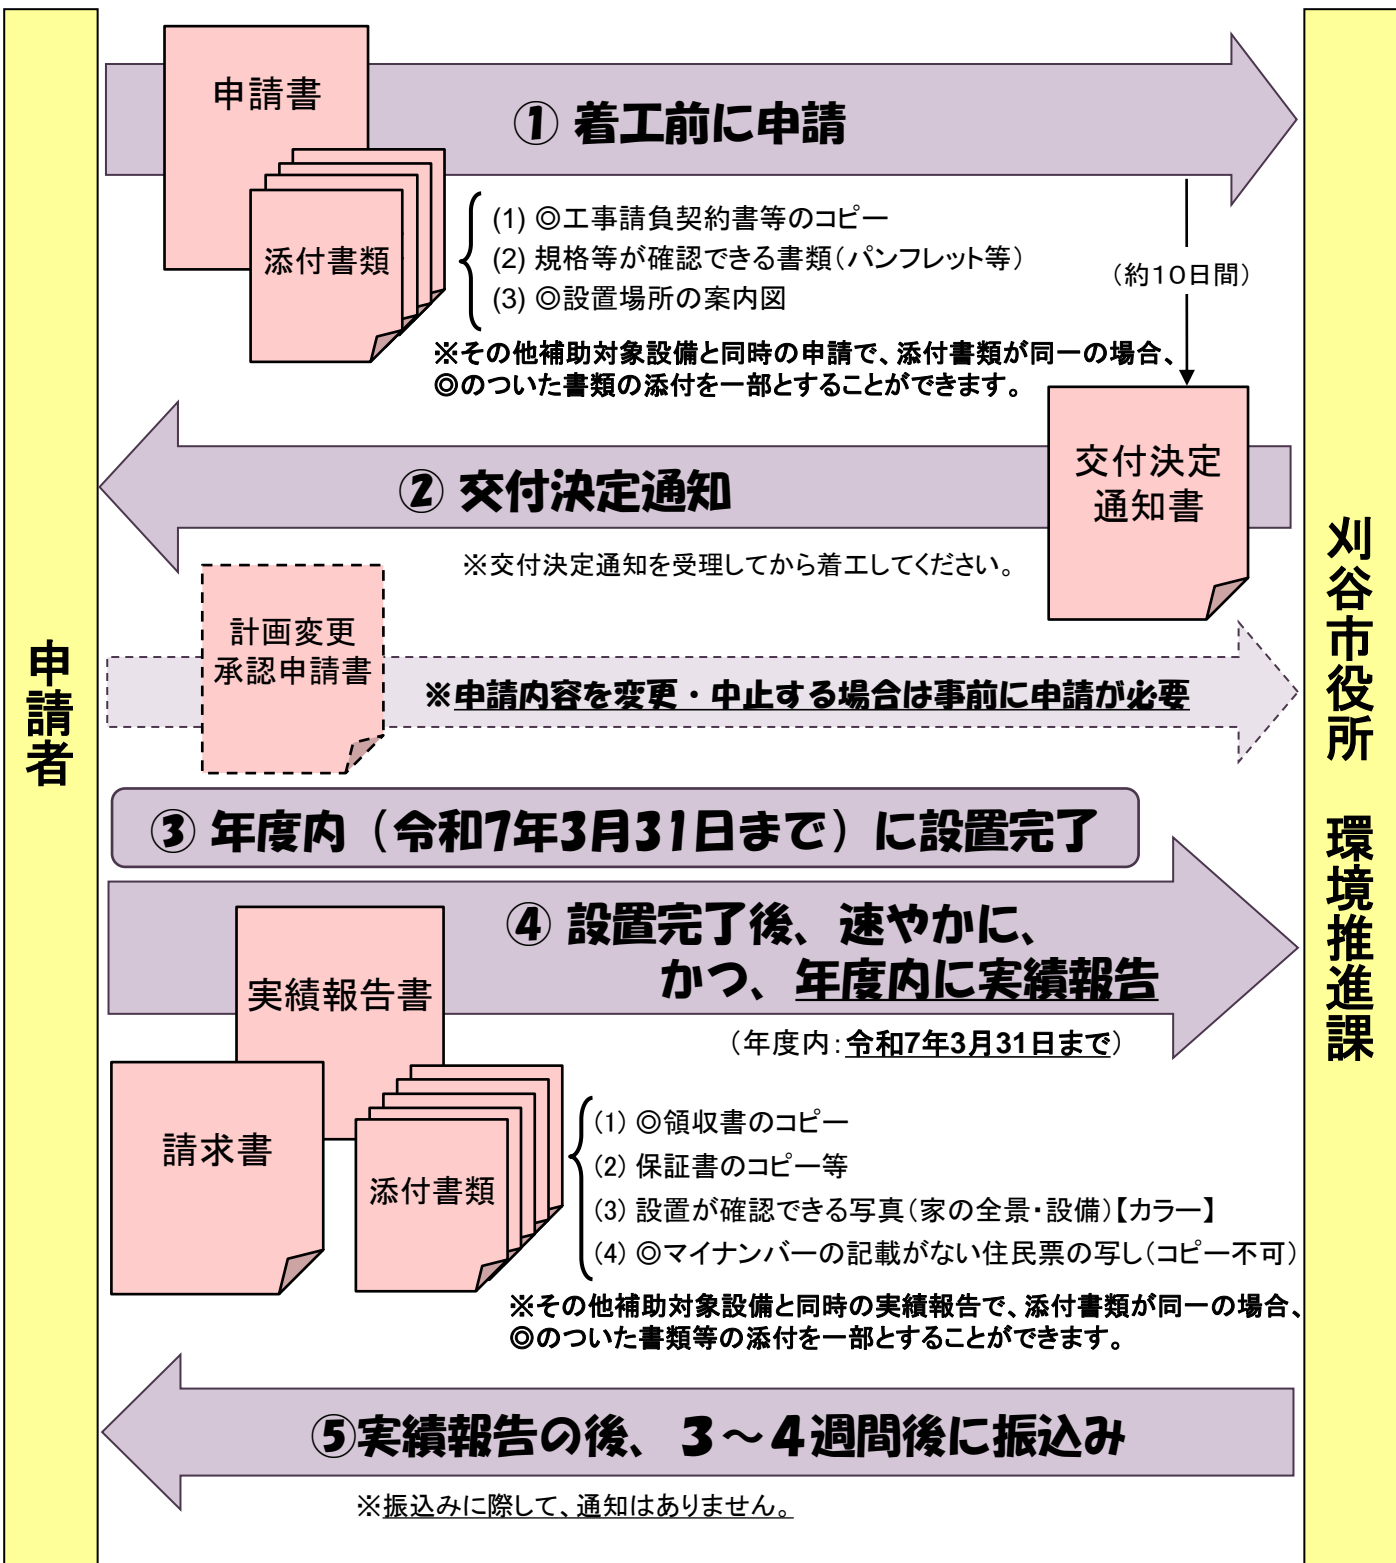 申請者
刈谷市役所 環境推進課
申請書
① 着工前に申請
添付書類
(1) ◎工事請負契約書等のコピー
(2) 規格等が確認できる書類(パンフレット等)
(3) ◎設置場所の案内図
(約10日間)
※その他補助対象設備と同時の申請で、添付書類が同一の場合、
◎のついた書類の添付を一部とすることができます。
② 交付決定通知
交付決定
通知書
※交付決定通知を受理してから着工してください。
計画変更
承認申請書
※申請内容を変更・中止する場合は事前に申請が必要
③ 年度内(令和7年3月31日まで)に設置完了
④ 設置完了後、速やかに、
かつ、年度内に実績報告
(年度内:令和7年3月31日まで)
実績報告書
請求書
添付書類
(1) ◎領収書のコピー
(2) 保証書のコピー等
(3) 設置が確認できる写真(家の全景・設備)【カラー】
(4) ◎マイナンバーの記載がない住民票の写し(コピー不可)
※その他補助対象設備と同時の実績報告で、添付書類が同一の場合、
◎のついた書類等の添付を一部とすることができます。
⑤実績報告の後、3～4週間後に振込み
※振込みに際して、通知はありません。